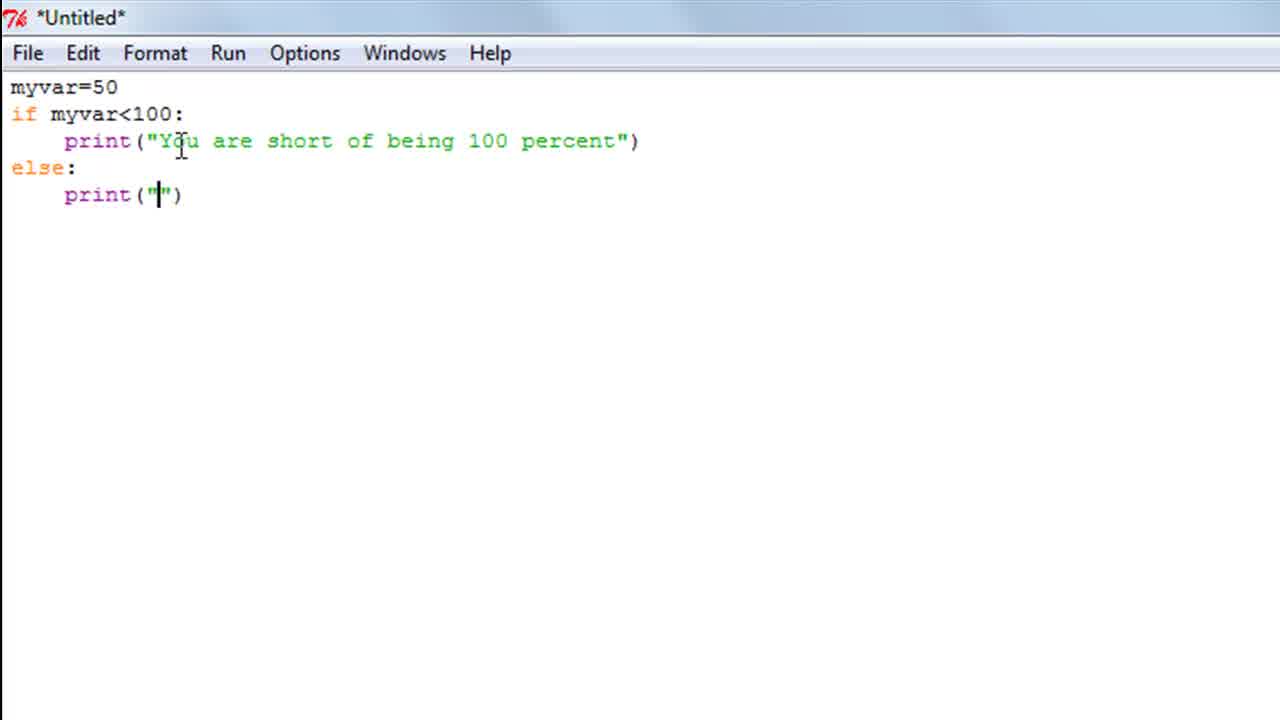 *Untitled*
File Edit Format Run Options Windows Help
myvar=50
if myvar<100:
    print("You are short of being 100 percent")
else:
    print("")